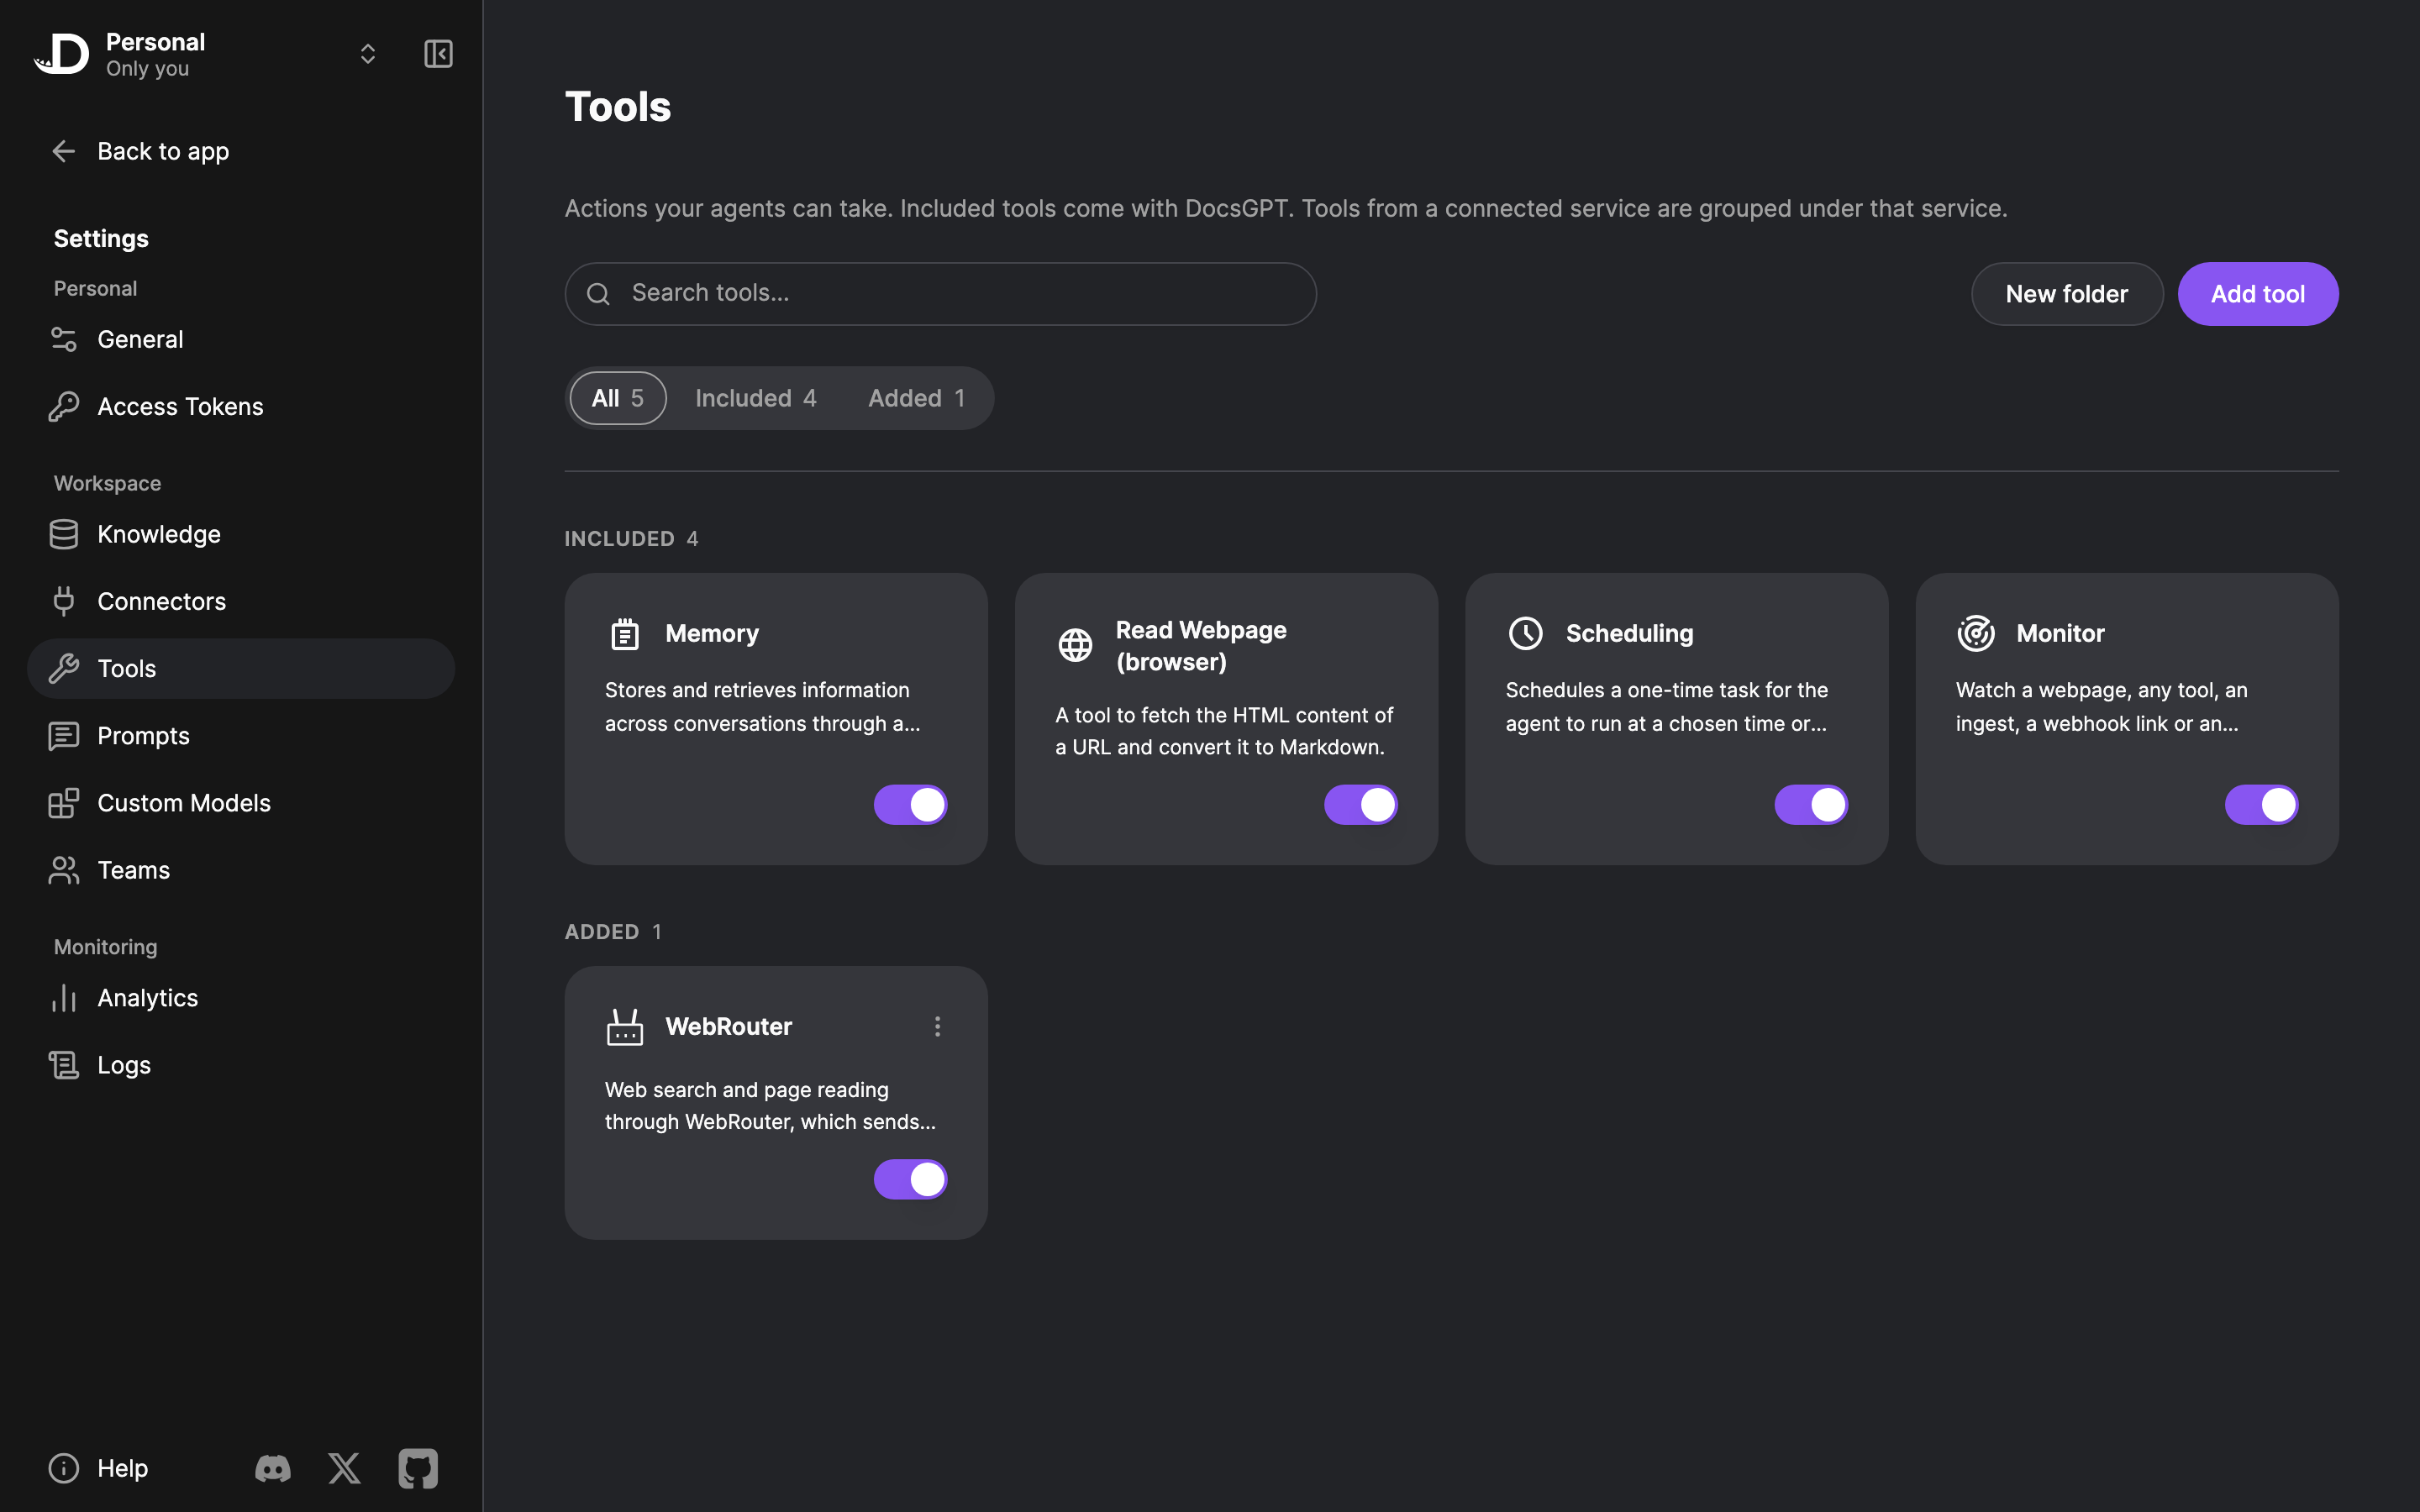 Personal
Only you
Back to app
Settings
Personal
General
Access Tokens
Workspace
Knowledge
Connectors
Tools
Prompts
Custom Models
Teams
Monitoring
Analytics
Logs
Help
Tools
Actions your agents can take. Included tools come with DocsGPT. Tools from a connected service are grouped under that service.
Search tools...
New folder
Add tool
All 5
Included 4
Added 1
INCLUDED 4
Memory
Stores and retrieves information
across conversations through a...
Read Webpage
(browser)
A tool to fetch the HTML content of
a URL and convert it to Markdown.
Scheduling
Schedules a one-time task for the
agent to run at a chosen time or...
Monitor
Watch a webpage, any tool, an
ingest, a webhook link or an...
ADDED 1
WebRouter
Web search and page reading
through WebRouter, which sends...